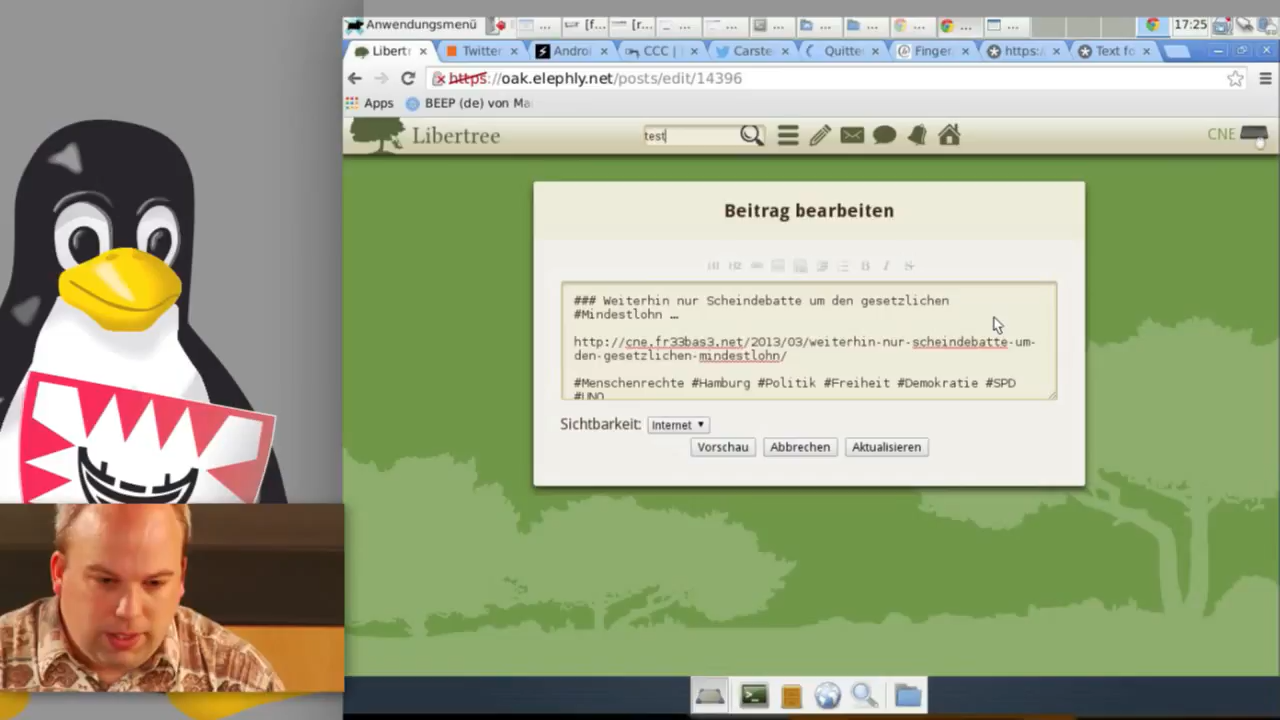 Anwendungsmenü
[f...
[r...
17:25
Libertr
Twitter
Androi
CCC |
Carste
Quitte
Finger
https:/
Text fo
https://oak.elephly.net/posts/edit/14396
Apps
BEEP (de) von Ma
Libertree
test
CNE
Beitrag bearbeiten
H1 H2 B I S
### Weiterhin nur Scheindebatte um den gesetzlichen
#Mindestlohn …
http://cne.fr33bas3.net/2013/03/weiterhin-nur-scheindebatte-um-
den-gesetzlichen-mindestlohn/
#Menschenrechte #Hamburg #Politik #Freiheit #Demokratie #SPD
#UNO
Sichtbarkeit: Internet
Vorschau
Abbrechen
Aktualisieren